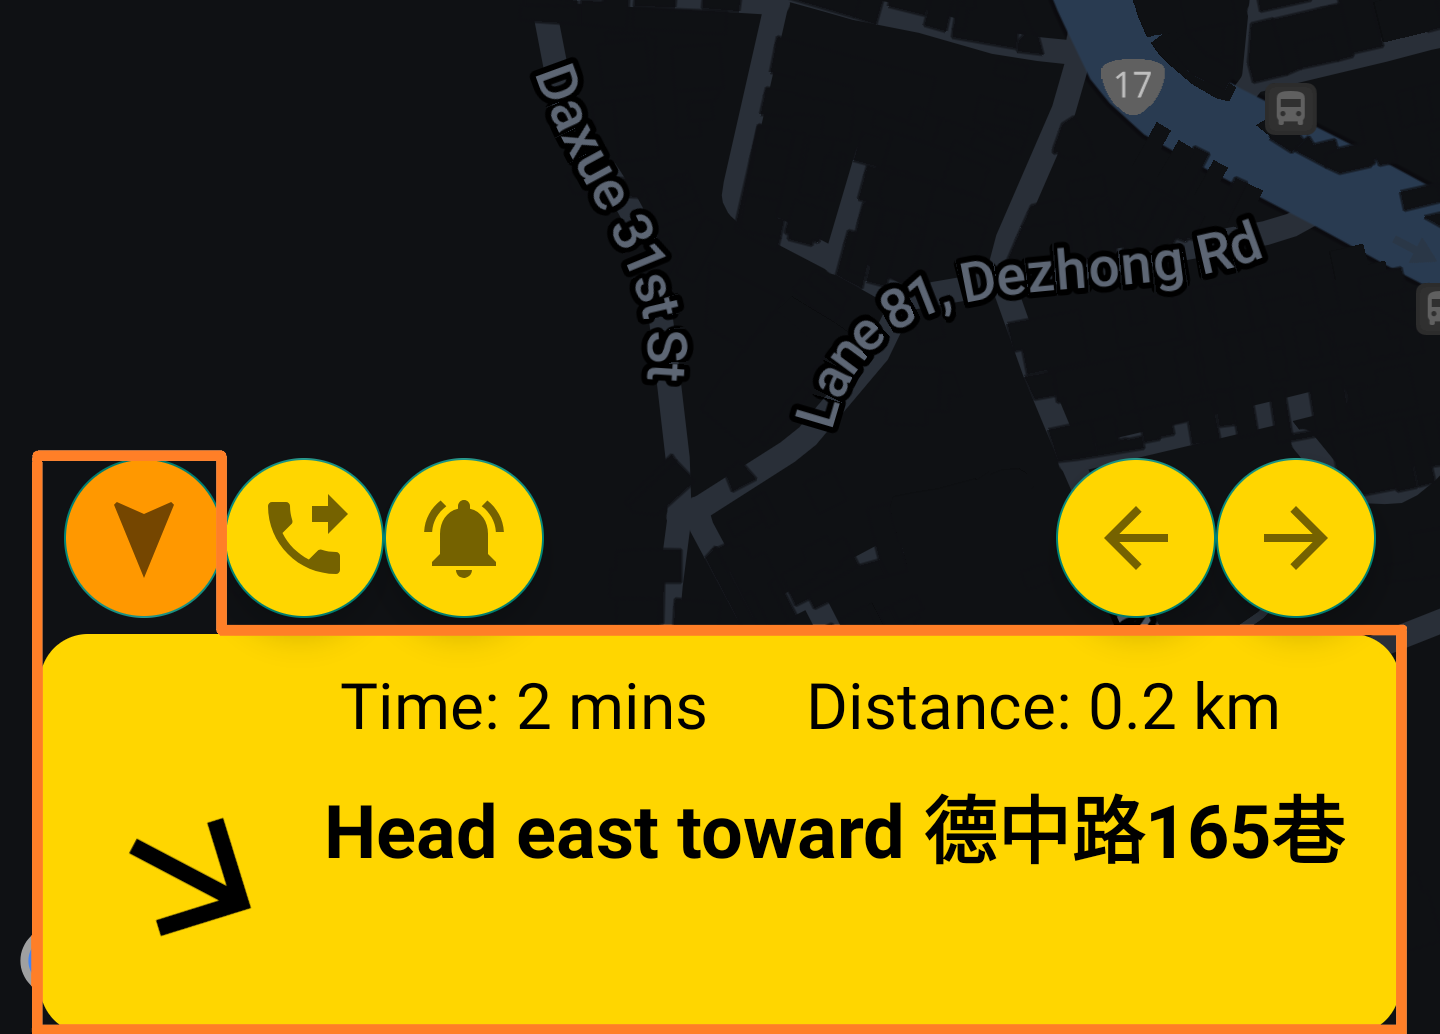 17
Daxue 31st St
Lane 81, Dezhong Rd
Time: 2 mins Distance: 0.2 km
Head east toward 德中路165巷